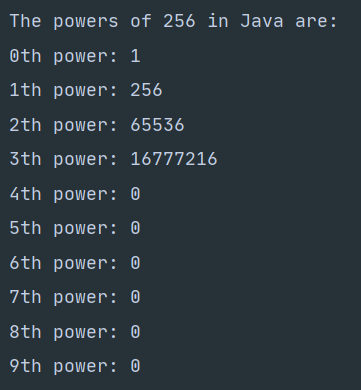 The powers of 256 in Java are:
0th power: 1
1th power: 256
2th power: 65536
3th power: 16777216
4th power: 0
5th power: 0
6th power: 0
7th power: 0
8th power: 0
9th power: 0